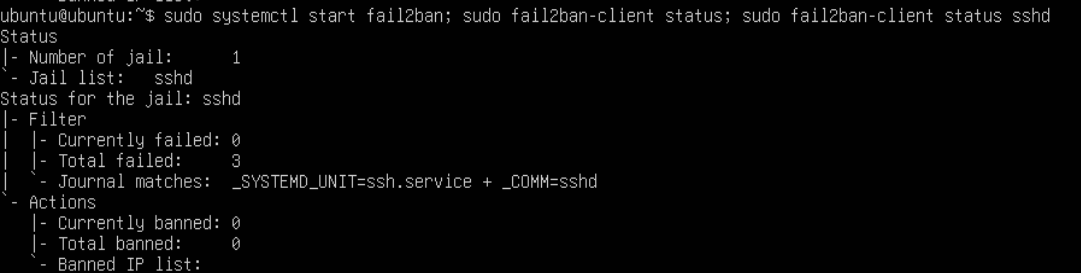 ubuntu@ubuntu:~$ sudo systemctl start fail2ban; sudo fail2ban-client status; sudo fail2ban-client status sshd
Status
|- Number of jail:      1
`- Jail list:   sshd
Status for the jail: sshd
|- Filter
|  |- Currently failed: 0
|  |- Total failed:     3
|  `- Journal matches:  _SYSTEMD_UNIT=ssh.service + _COMM=sshd
`- Actions
   |- Currently banned: 0
   |- Total banned:     0
   `- Banned IP list: